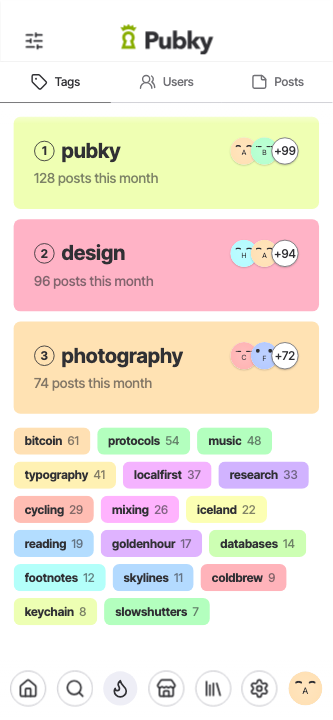 Pubky
Tags Users Posts
1 pubky A B +99
128 posts this month
2 design H A +94
96 posts this month
3 photography C F +72
74 posts this month
bitcoin 61 protocols 54 music 48
typography 41 localfirst 37 research 33
cycling 29 mixing 26 iceland 22
reading 19 goldenhour 17 databases 14
footnotes 12 skylines 11 coldbrew 9
keychain 8 slowshutters 7
A